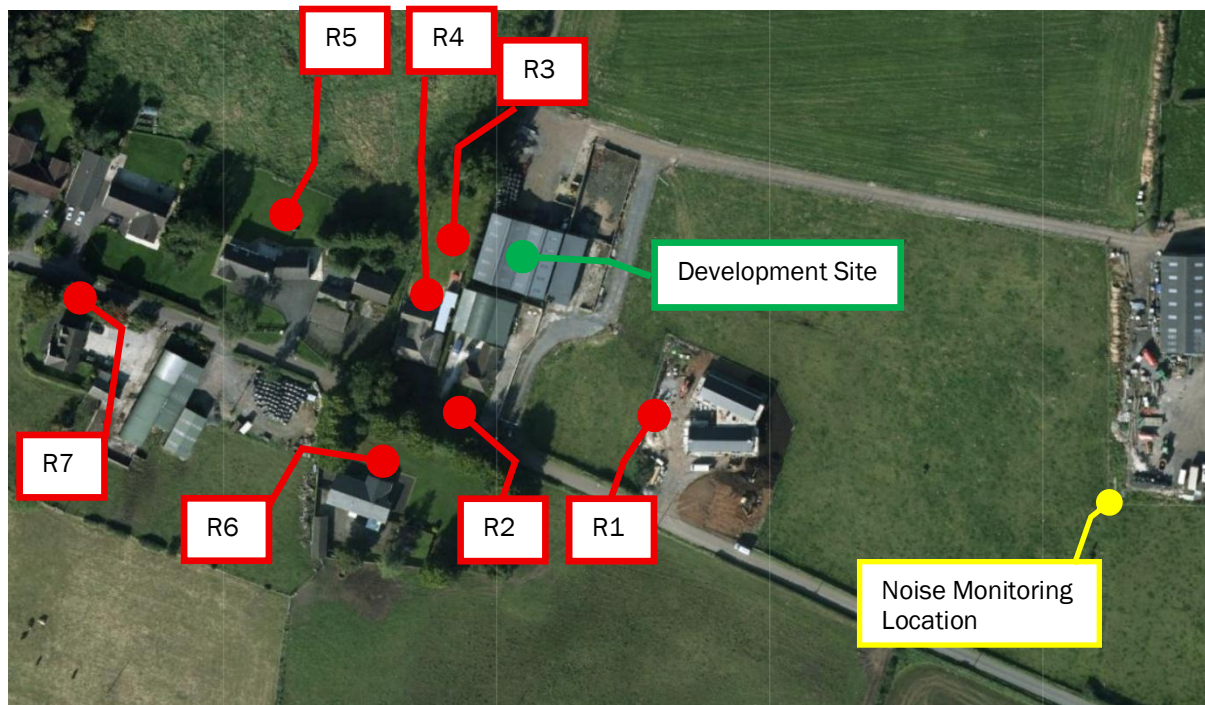 R5
R4
R3
Development Site
R7
R6
R2
R1
Noise Monitoring
Location